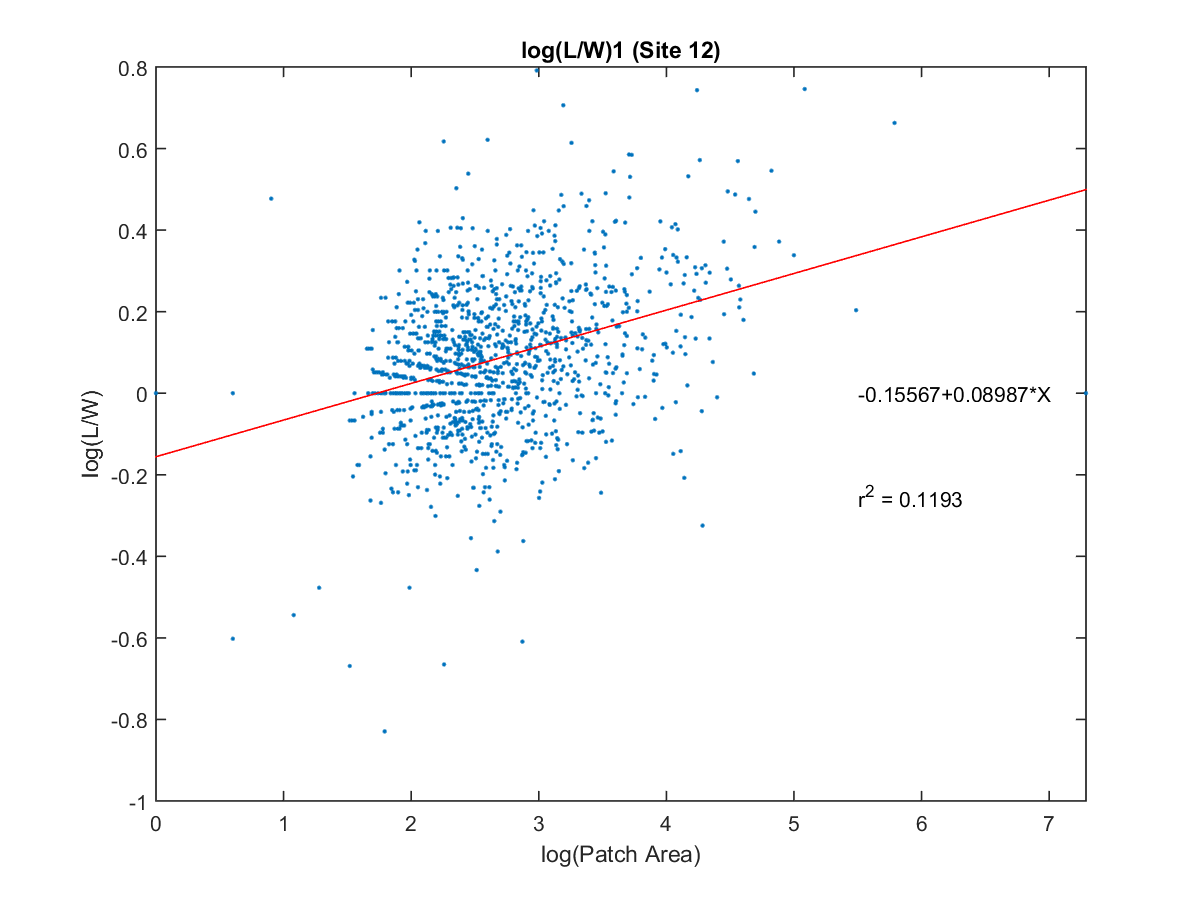 log(L/W)1 (Site 12)
0.8
0.6
0.4
0.2
0
-0.2
-0.4
-0.6
-0.8
-1
log(L/W)
-0.15567+0.08987*X
r2 = 0.1193
0 1 2 3 4 5 6 7
log(Patch Area)